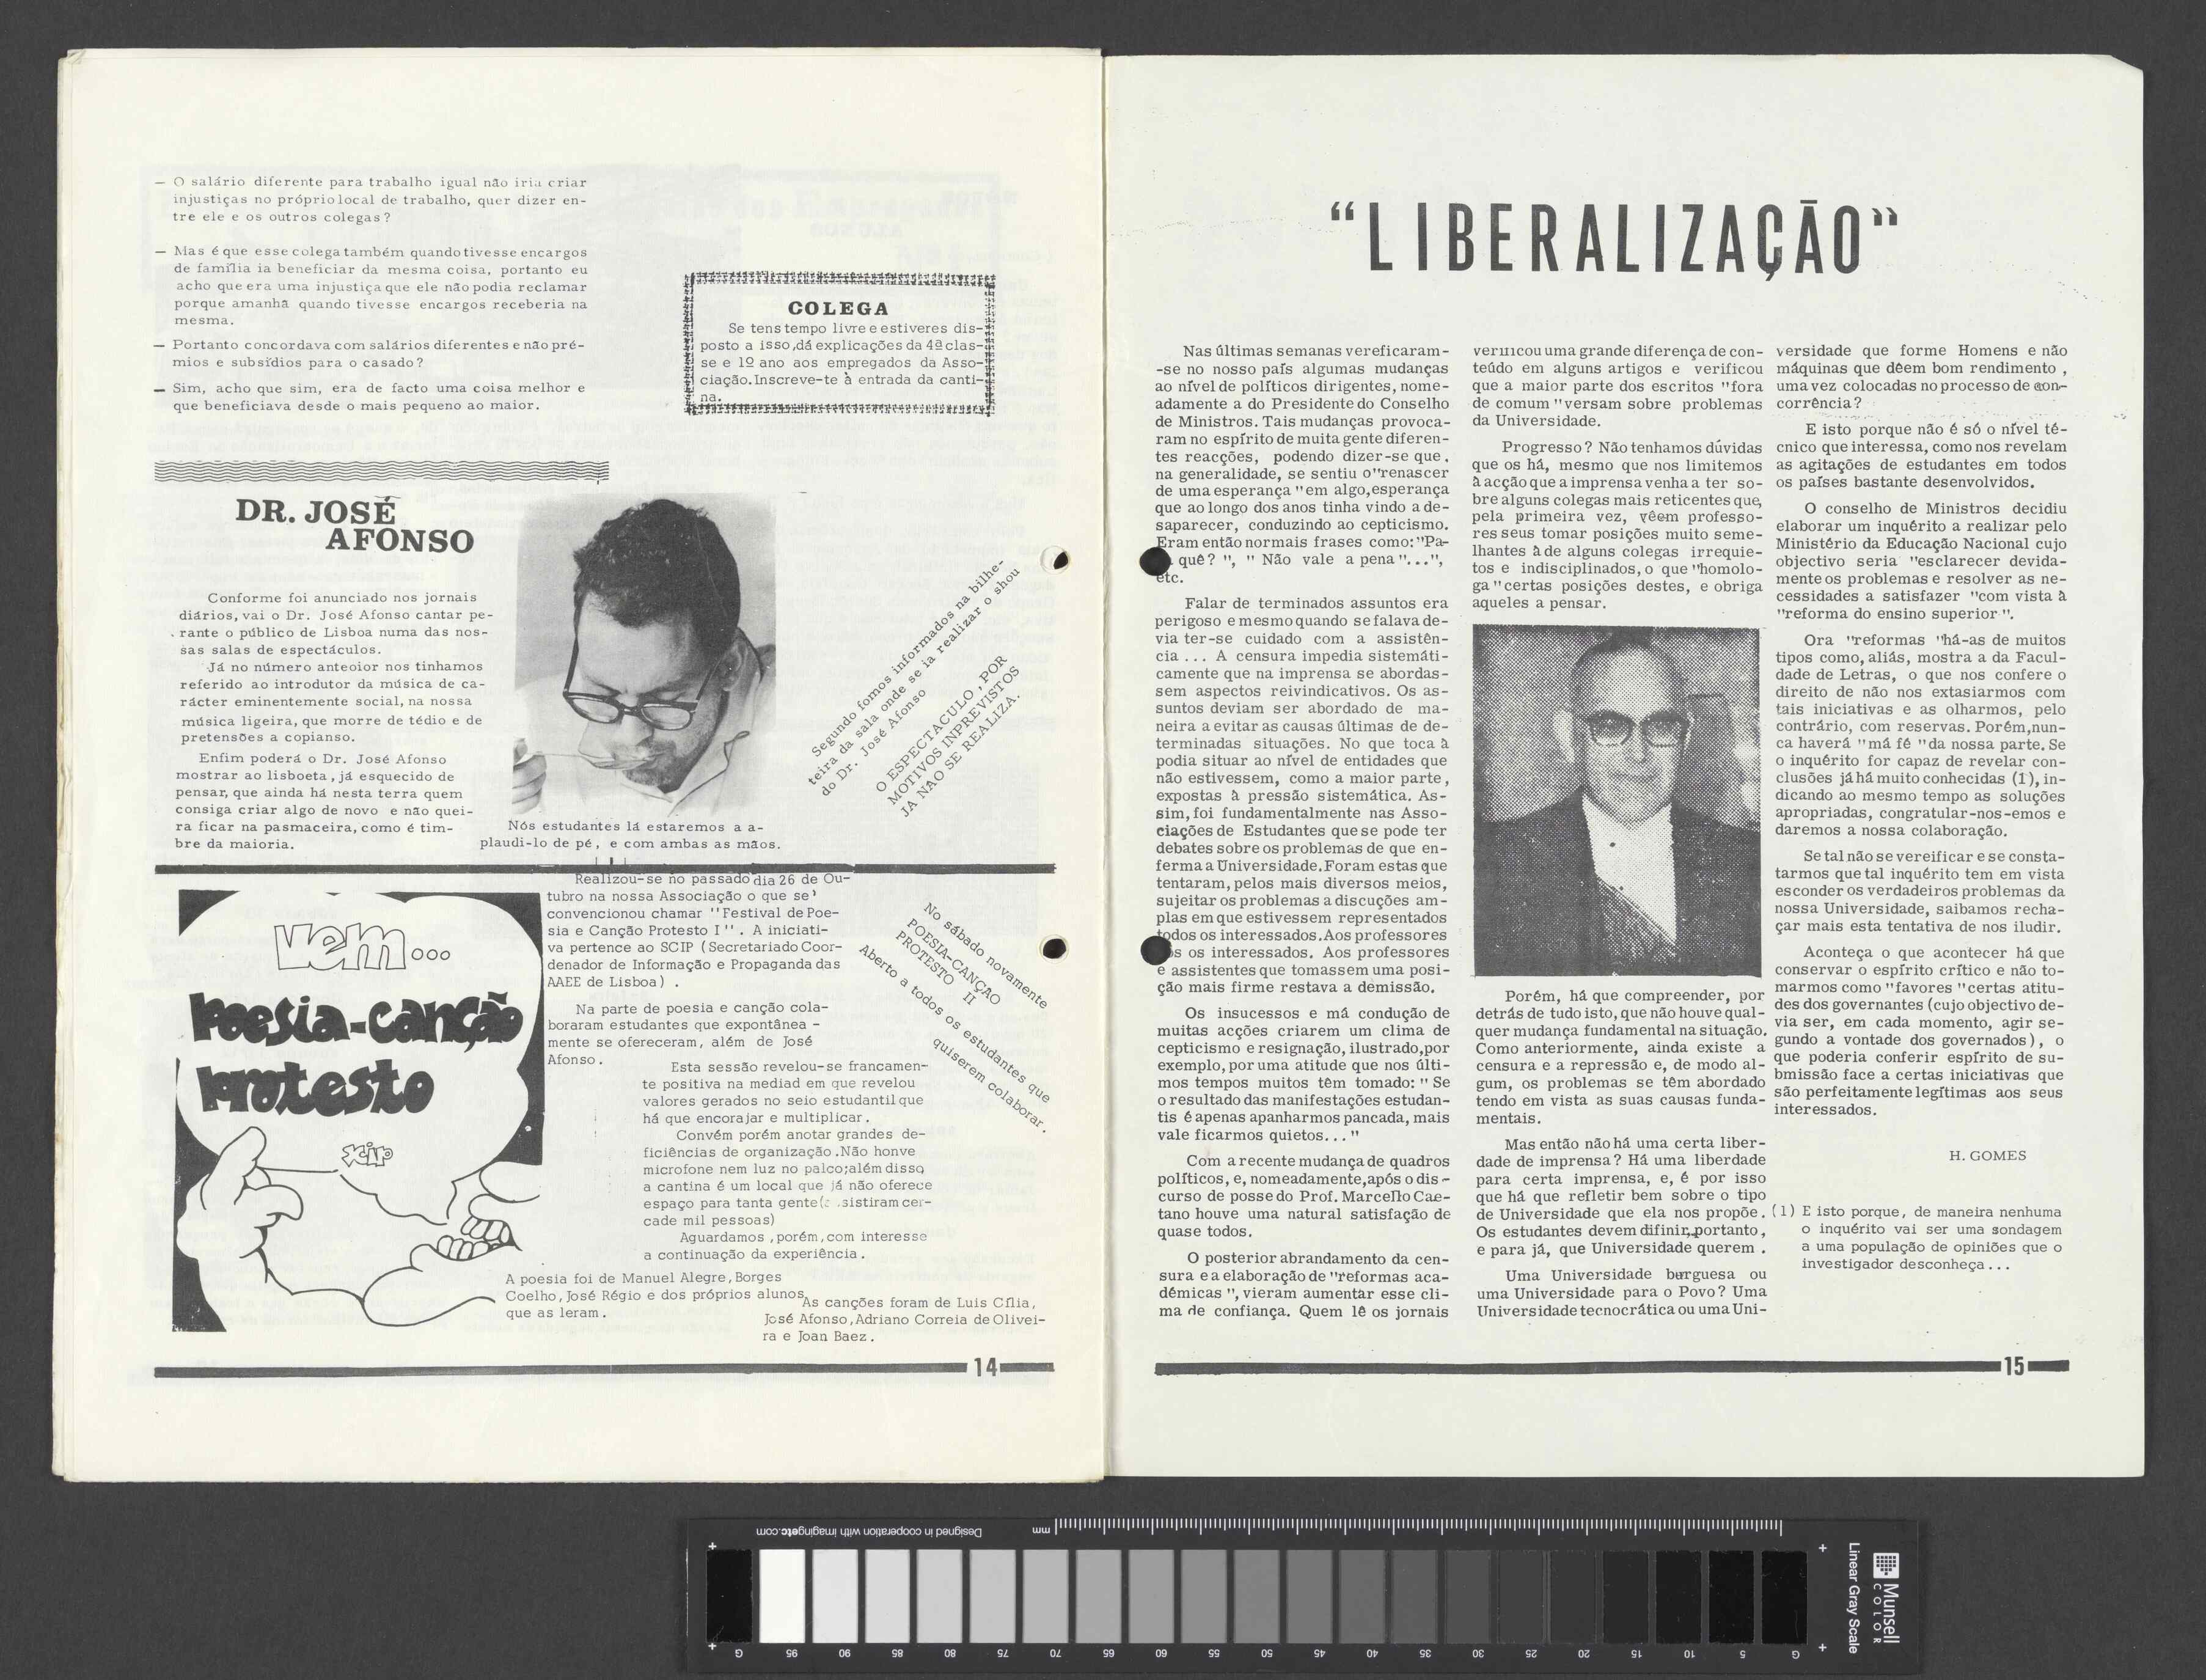 — O salário diferente para trabalho igual não iria criar
injustiças no próprio local de trabalho, quer dizer en-
tre ele e os outros colegas?
— Mas é que esse colega também quando tivesse encargos
de família ia beneficiar da mesma coisa, portanto eu
acho que era uma injustiça que ele não podia reclamar
porque amanhã quando tivesse encargos receberia na
mesma.
— Portanto concordava com salários diferentes e não pré-
mios e subsídios para o casado?
— Sim, acho que sim, era de facto uma coisa melhor e
que beneficiava desde o mais pequeno ao maior.
COLEGA
Se tens tempo livre e estiveres dis-
posto a isso,dá explicações da 4ª clas-
se e 1º ano aos empregados da Asso-
ciação.Inscreve-te à entrada da canti-
na.
DR. JOSÉ
AFONSO
Conforme foi anunciado nos jornais
diários, vai o Dr. José Afonso cantar pe-
rante o público de Lisboa numa das nos-
sas salas de espectáculos.
Já no número anteoior nos tinhamos
referido ao introdutor da música de ca-
rácter eminentemente social, na nossa
música ligeira, que morre de tédio e de
pretensões a copianso.
Enfim poderá o Dr. José Afonso
mostrar ao lisboeta, já esquecido de
pensar, que ainda há nesta terra quem
consiga criar algo de novo e não quei-
ra ficar na pasmaceira, como é tim-
bre da maioria.
Nós estudantes lá estaremos a a-
plaudi-lo de pé, e com ambas as mãos.
Segundo fomos informados na bilhe-
teira da sala onde se ia realizar o shou
do Dr. José Afonso
O ESPECTACULO, POR
MOTIVOS INPREVISTOS
JA NAO SE REALIZA.
vem...
Poesia-canção
protesto
scip
Realizou-se no passado dia 26 de Ou-
tubro na nossa Associação o que se
convencionou chamar "Festival de Poe-
sia e Canção Protesto I". A iniciati-
va pertence ao SCIP (Secretariado Coor-
denador de Informação e Propaganda das
AAEE de Lisboa) .
Na parte de poesia e canção cola-
boraram estudantes que expontânea -
mente se ofereceram, além de José
Afonso.
Esta sessão revelou-se francamen-
te positiva na mediad em que revelou
valores gerados no seio estudantil que
há que encorajar e multiplicar.
Convém porém anotar grandes de-
ficiências de organização.Não honve
microfone nem luz no palco;além disso
a cantina é um local que já não oferece
espaço para tanta gente( sistiram cer-
cade mil pessoas)
Aguardamos ,porém,com interesse
a continuação da experiência.
A poesia foi de Manuel Alegre, Borges
Coelho, José Régio e dos próprios alunos
que as leram.
As canções foram de Luis Cília,
José Afonso, Adriano Correia de Olivei-
ra e Joan Baez.
No sábado novamente
POESIA-CANÇAO
PROTESTO II
Aberto a todos os estudantes que
quiserem colaborar.
14
"LIBERALIZAÇÃO"
Nas últimas semanas vereficaram-
-se no nosso país algumas mudanças
ao nível de políticos dirigentes, nome-
adamente a do Presidente do Conselho
de Ministros. Tais mudanças provoca-
ram no espírito de muita gente diferen-
tes reacções, podendo dizer-se que,
na generalidade, se sentiu o"renascer
de uma esperança "em algo,esperança
que ao longo dos anos tinha vindo a de-
saparecer, conduzindo ao cepticismo.
Eram então normais frases como:"Pa-
quê? ", " Não vale a pena"...",
etc.
Falar de terminados assuntos era
perigoso e mesmo quando se falava de-
via ter-se cuidado com a assistên-
cia ... A censura impedia sistemáti-
camente que na imprensa se abordas-
sem aspectos reivindicativos. Os as-
suntos deviam ser abordado de ma-
neira a evitar as causas últimas de de-
terminadas situações. No que toca à
podia situar ao nível de entidades que
não estivessem, como a maior parte,
expostas à pressão sistemática. As-
sim, foi fundamentalmente nas Asso-
ciações de Estudantes que se pode ter
debates sobre os problemas de que en-
ferma a Universidade.Foram estas que
tentaram, pelos mais diversos meios,
sujeitar os problemas a discuções am-
plas em que estivessem representados
todos os interessados.Aos professores
os interessados. Aos professores
e assistentes que tomassem uma posi-
ção mais firme restava a demissão.
Os insucessos e má condução de
muitas acções criarem um clima de
cepticismo e resignação, ilustrado,por
exemplo, por uma atitude que nos últi-
mos tempos muitos têm tomado: " Se
o resultado das manifestações estudan-
tis é apenas apanharmos pancada, mais
vale ficarmos quietos..."
Com a recente mudança de quadros
políticos, e, nomeadamente,após o dis-
curso de posse do Prof. Marcello Cae-
tano houve uma natural satisfação de
quase todos.
O posterior abrandamento da cen-
sura e a elaboração de "reformas aca-
démicas ", vieram aumentar esse cli-
ma de confiança. Quem lê os jornais
verificou uma grande diferença de con-
teúdo em alguns artigos e verificou
que a maior parte dos escritos "fora
de comum "versam sobre problemas
da Universidade.
Progresso? Não tenhamos dúvidas
que os há, mesmo que nos limitemos
à acção que a imprensa venha a ter so-
bre alguns colegas mais reticentes que,
pela primeira vez, vêem professo-
res seus tomar posições muito seme-
lhantes à de alguns colegas irrequie-
tos e indisciplinados, o que "homolo-
ga "certas posições destes, e obriga
aqueles a pensar.
Porém, há que compreender, por
detrás de tudo isto, que não houve qual-
quer mudança fundamental na situação.
Como anteriormente, ainda existe a
censura e a repressão e, de modo al-
gum, os problemas se têm abordado
tendo em vista as suas causas funda-
mentais.
Mas então não há uma certa liber-
dade de imprensa? Há uma liberdade
para certa imprensa, e, é por isso
que há que refletir bem sobre o tipo
de Universidade que ela nos propõe.
Os estudantes devem difinir,portanto,
e para já, que Universidade querem .
Uma Universidade burguesa ou
uma Universidade para o Povo? Uma
Universidade tecnocrática ou uma Uni-
versidade que forme Homens e não
máquinas que dêem bom rendimento ,
uma vez colocadas no processo de con-
corrência?
E isto porque não é só o nível té-
cnico que interessa, como nos revelam
as agitações de estudantes em todos
os países bastante desenvolvidos.
O conselho de Ministros decidiu
elaborar um inquérito a realizar pelo
Ministério da Educação Nacional cujo
objectivo seria "esclarecer devida-
mente os problemas e resolver as ne-
cessidades a satisfazer "com vista à
"reforma do ensino superior".
Ora "reformas "há-as de muitos
tipos como, aliás, mostra a da Facul-
dade de Letras, o que nos confere o
direito de não nos extasiarmos com
tais iniciativas e as olharmos, pelo
contrário, com reservas. Porém,nun-
ca haverá "má fé "da nossa parte. Se
o inquérito for capaz de revelar con-
clusões já há muito conhecidas (1), in-
dicando ao mesmo tempo as soluções
apropriadas, congratular-nos-emos e
daremos a nossa colaboração.
Se tal não se vereificar e se consta-
tarmos que tal inquérito tem em vista
esconder os verdadeiros problemas da
nossa Universidade, saibamos recha-
çar mais esta tentativa de nos iludir.
Aconteça o que acontecer há que
conservar o espírito crítico e não to-
marmos como "favores "certas atitu-
des dos governantes (cujo objectivo de-
via ser, em cada momento, agir se-
gundo a vontade dos governados), o
que poderia conferir espírito de su-
bmissão face a certas iniciativas que
são perfeitamente legítimas aos seus
interessados.
H. GOMES
(1) E isto porque, de maneira nenhuma
o inquérito vai ser uma sondagem
a uma população de opiniões que o
investigador desconheça...
15
Designed in cooperation with imagingetc.com
mm
G 95 90 85 80 75 70 65 60 55 50 45 40 35 30 25 20 15 10 5 G
Munsell
COLOR
Linear Gray Scale